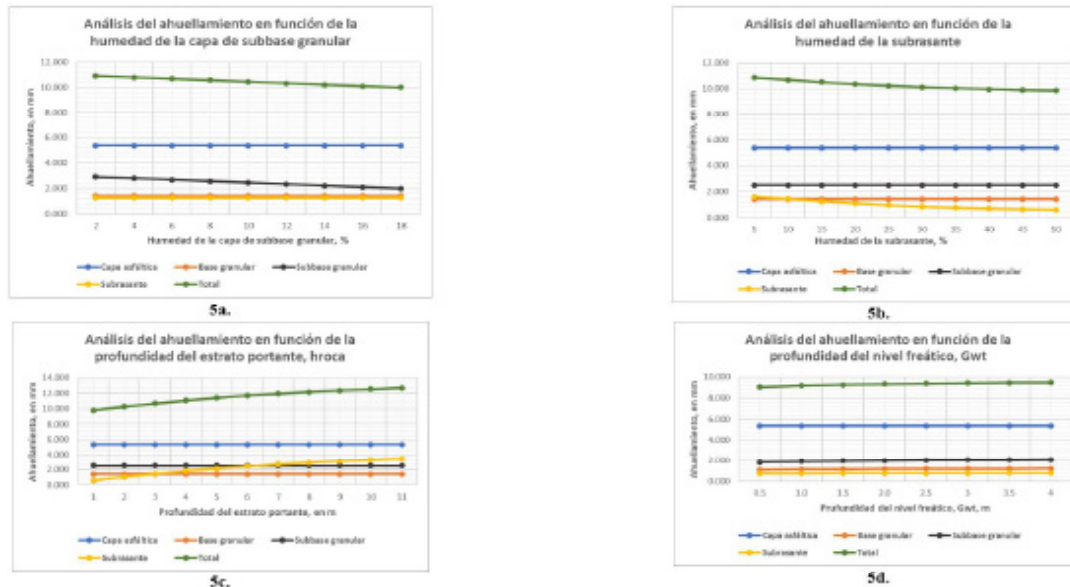 Análisis del ahuellamiento en función de la
humedad de la capa de subbase granular
12.000
10.000
8.000
6.000
4.000
2.000
0.000
Ahuellamiento, en mm
2 4 6 8 10 12 14 16 18
Humedad de la capa de subbase granular, %
Capa asfáltica Base granular Subbase granular
Subrasante Total
5a.
Análisis del ahuellamiento en función de la
humedad de la subrasante
12.000
10.000
8.000
6.000
4.000
2.000
0.000
Ahuellamiento, en mm
5 10 15 20 25 30 35 40 45 50
Humedad de la subrasante, %
Capa asfáltica Base granular Subbase granular
Subrasante Total
5b.
Análisis del ahuellamiento en función de la
profundidad del estrato portante, hroca
14.000
12.000
10.000
8.000
6.000
4.000
2.000
0.000
Ahuellamiento, en mm
1 2 3 4 5 6 7 8 9 10 11
Profundidad del estrato portante, en m
Capa asfáltica Base granular Subbase granular
Subrasante Total
5c.
Análisis del ahuellamiento en función de la
profundidad del nivel freático, Gwt
10.000
8.000
6.000
4.000
2.000
0.000
Ahuellamiento, en mm
0.5 1.0 1.5 2.0 2.5 3 3.5 4
Profundidad del nivel freático, Gwt, m
Capa asfáltica Base granular Subbase granular
Subrasante Total
5d.